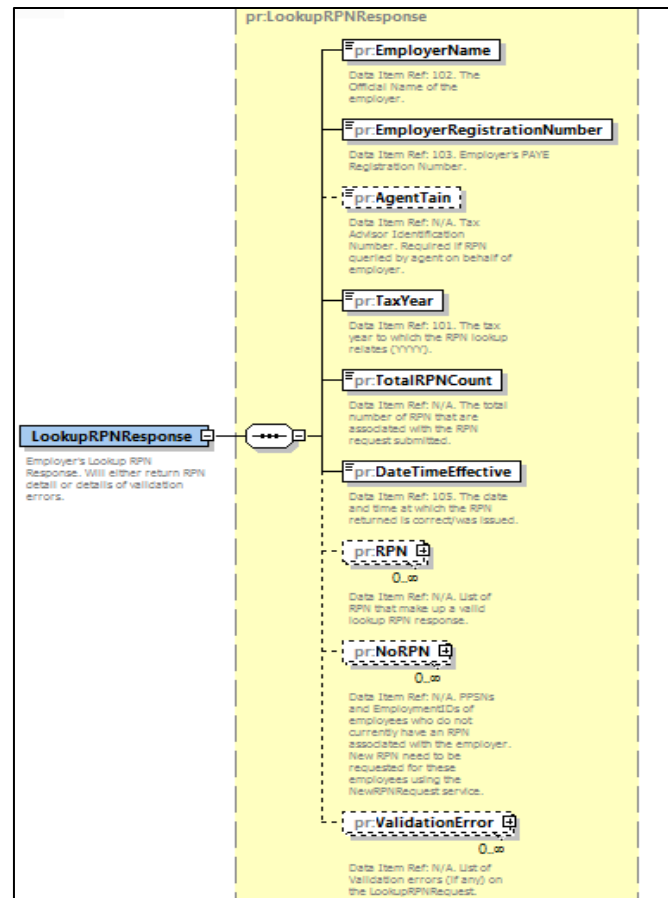 pr:LookupRPNResponse
pr:EmployerName
Data Item Ref: 102. The
Official Name of the
employer.
pr:EmployerRegistrationNumber
Data Item Ref: 103. Employer's PAYE
Registration Number.
pr:AgentTain
Data Item Ref: N/A. Tax
Advisor Identification
Number. Required if RPN
queried by agent on behalf of
employer.
pr:TaxYear
Data Item Ref: 101. The tax
year to which the RPN lookup
relates (YYYY).
pr:TotalRPNCount
Data Item Ref: N/A. The total
number of RPN that are
associated with the RPN
request submitted.
LookupRPNResponse
Employer's Lookup RPN
Response. Will either return RPN
detail or details of validation
errors.
pr:DateTimeEffective
Data Item Ref: 105. The date
and time at which the RPN
returned is correct/was issued.
pr:RPN
0..∞
Data Item Ref: N/A. List of
RPN that make up a valid
lookup RPN response.
pr:NoRPN
0..∞
Data Item Ref: N/A. PPSNs
and EmploymentIDs of
employees who do not
currently have an RPN
associated with the employer.
New RPN need to be
requested for these
employees using the
NewRPNRequest service.
pr:ValidationError
0..∞
Data Item Ref: N/A. List of
Validation errors (if any) on
the LookupRPNRequest.